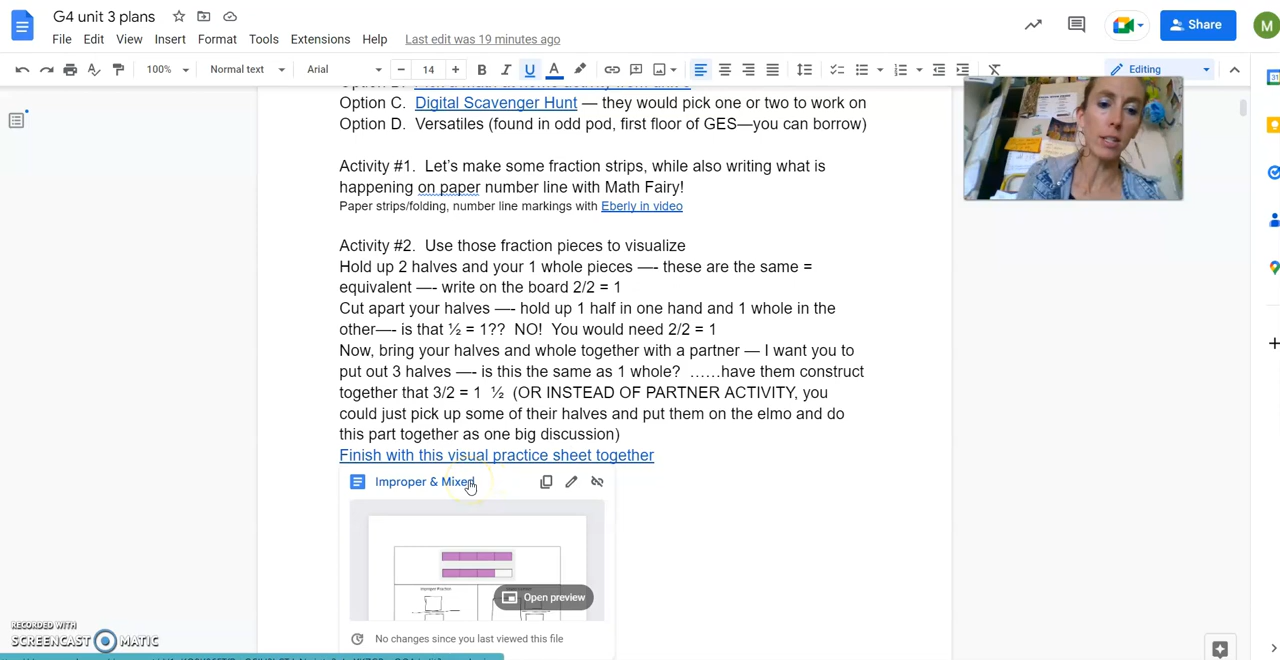 G4 unit 3 plans
File Edit View Insert Format Tools Extensions Help Last edit was 19 minutes ago
Share
M
100% Normal text Arial 14 B I U A Editing
Option C. Digital Scavenger Hunt — they would pick one or two to work on
Option D. Versatiles (found in odd pod, first floor of GES—you can borrow)
Activity #1. Let's make some fraction strips, while also writing what is
happening on paper number line with Math Fairy!
Paper strips/folding, number line markings with Eberly in video
Activity #2. Use those fraction pieces to visualize
Hold up 2 halves and your 1 whole pieces —- these are the same =
equivalent —- write on the board 2/2 = 1
Cut apart your halves —- hold up 1 half in one hand and 1 whole in the
other—- is that ½ = 1?? NO! You would need 2/2 = 1
Now, bring your halves and whole together with a partner — I want you to
put out 3 halves —- is this the same as 1 whole? ......have them construct
together that 3/2 = 1 ½ (OR INSTEAD OF PARTNER ACTIVITY, you
could just pick up some of their halves and put them on the elmo and do
this part together as one big discussion)
Finish with this visual practice sheet together
Improper & Mixed
Improper Fraction
Open preview
No changes since you last viewed this file
RECORDED WITH
SCREENCAST MATIC